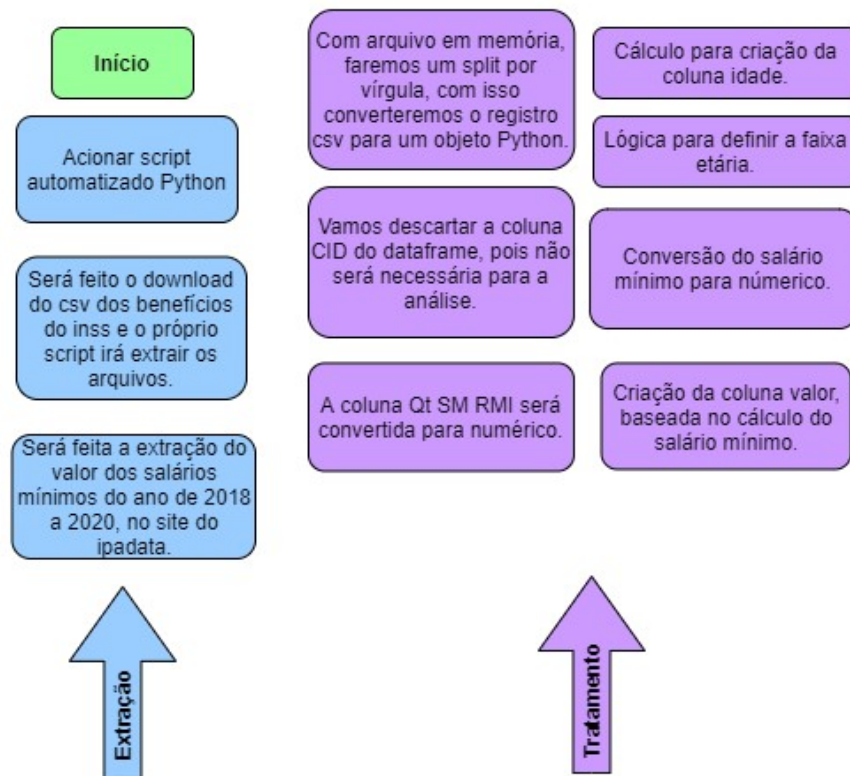 Início
Acionar script
automatizado Python
Será feito o download
do csv dos benefícios
do inss e o próprio
script irá extrair os
arquivos.
Será feita a extração do
valor dos salários
mínimos do ano de 2018
a 2020, no site do
ipadata.
Extração
Com arquivo em memória,
faremos um split por
vírgula, com isso
converteremos o registro
csv para um objeto Python.
Vamos descartar a coluna
CID do dataframe, pois não
será necessária para a
análise.
A coluna Qt SM RMI será
convertida para numérico.
Cálculo para criação da
coluna idade.
Lógica para definir a faixa
etária.
Conversão do salário
mínimo para númerico.
Criação da coluna valor,
baseada no cálculo do
salário mínimo.
Tratamento